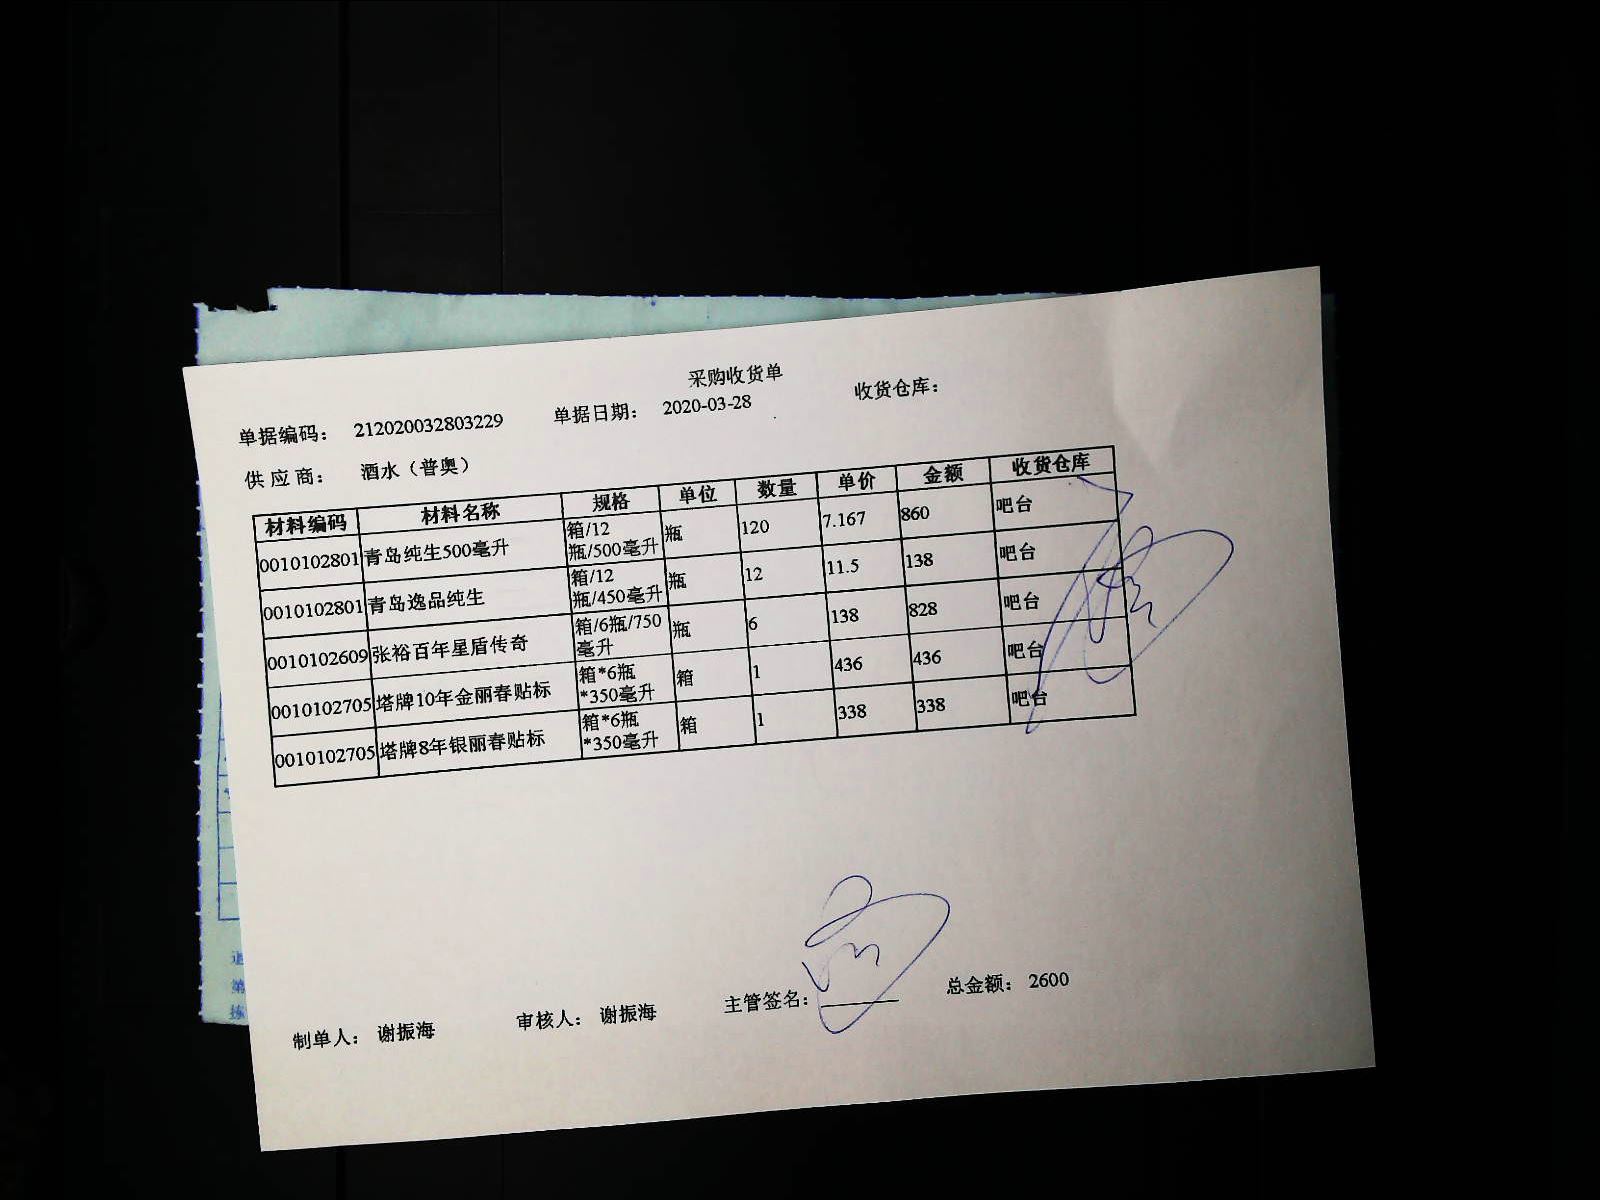 采购收货单
单据编码： 212020032803229 单据日期： 2020-03-28 收货仓库：
供 应 商： 酒水（普奥）
材料编码 材料名称 规格 单位 数量 单价 金额 收货仓库
0010102801 青岛纯生500毫升 箱/12瓶/500毫升 瓶 120 7.167 860 吧台
0010102801 青岛逸品纯生 箱/12瓶/450毫升 瓶 12 11.5 138 吧台
0010102609 张裕百年星盾传奇 箱/6瓶/750毫升 瓶 6 138 828 吧台
0010102705 塔牌10年金丽春贴标 箱*6瓶*350毫升 箱 1 436 436 吧台
0010102705 塔牌8年银丽春贴标 箱*6瓶*350毫升 箱 1 338 338 吧台
制单人： 谢振海 审核人： 谢振海 主管签名： 总金额： 2600